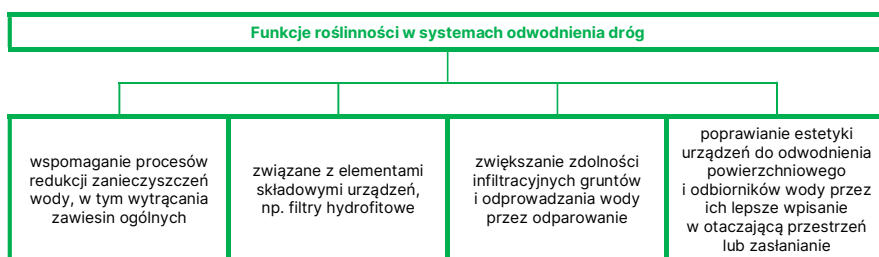 Funkcje roślinności w systemach odwodnienia dróg
wspomaganie procesów
redukcji zanieczyszczeń
wody, w tym wytrącania
zawiesin ogólnych
związane z elementami
składowymi urządzeń,
np. filtry hydrofitowe
zwiększanie zdolności
infiltracyjnych gruntów
i odprowadzania wody
przez odparowanie
poprawianie estetyki
urządzeń do odwodnienia
powierzchniowego
i odbiorników wody przez
ich lepsze wpisanie
w otaczającą przestrzeń
lub zasłanianie